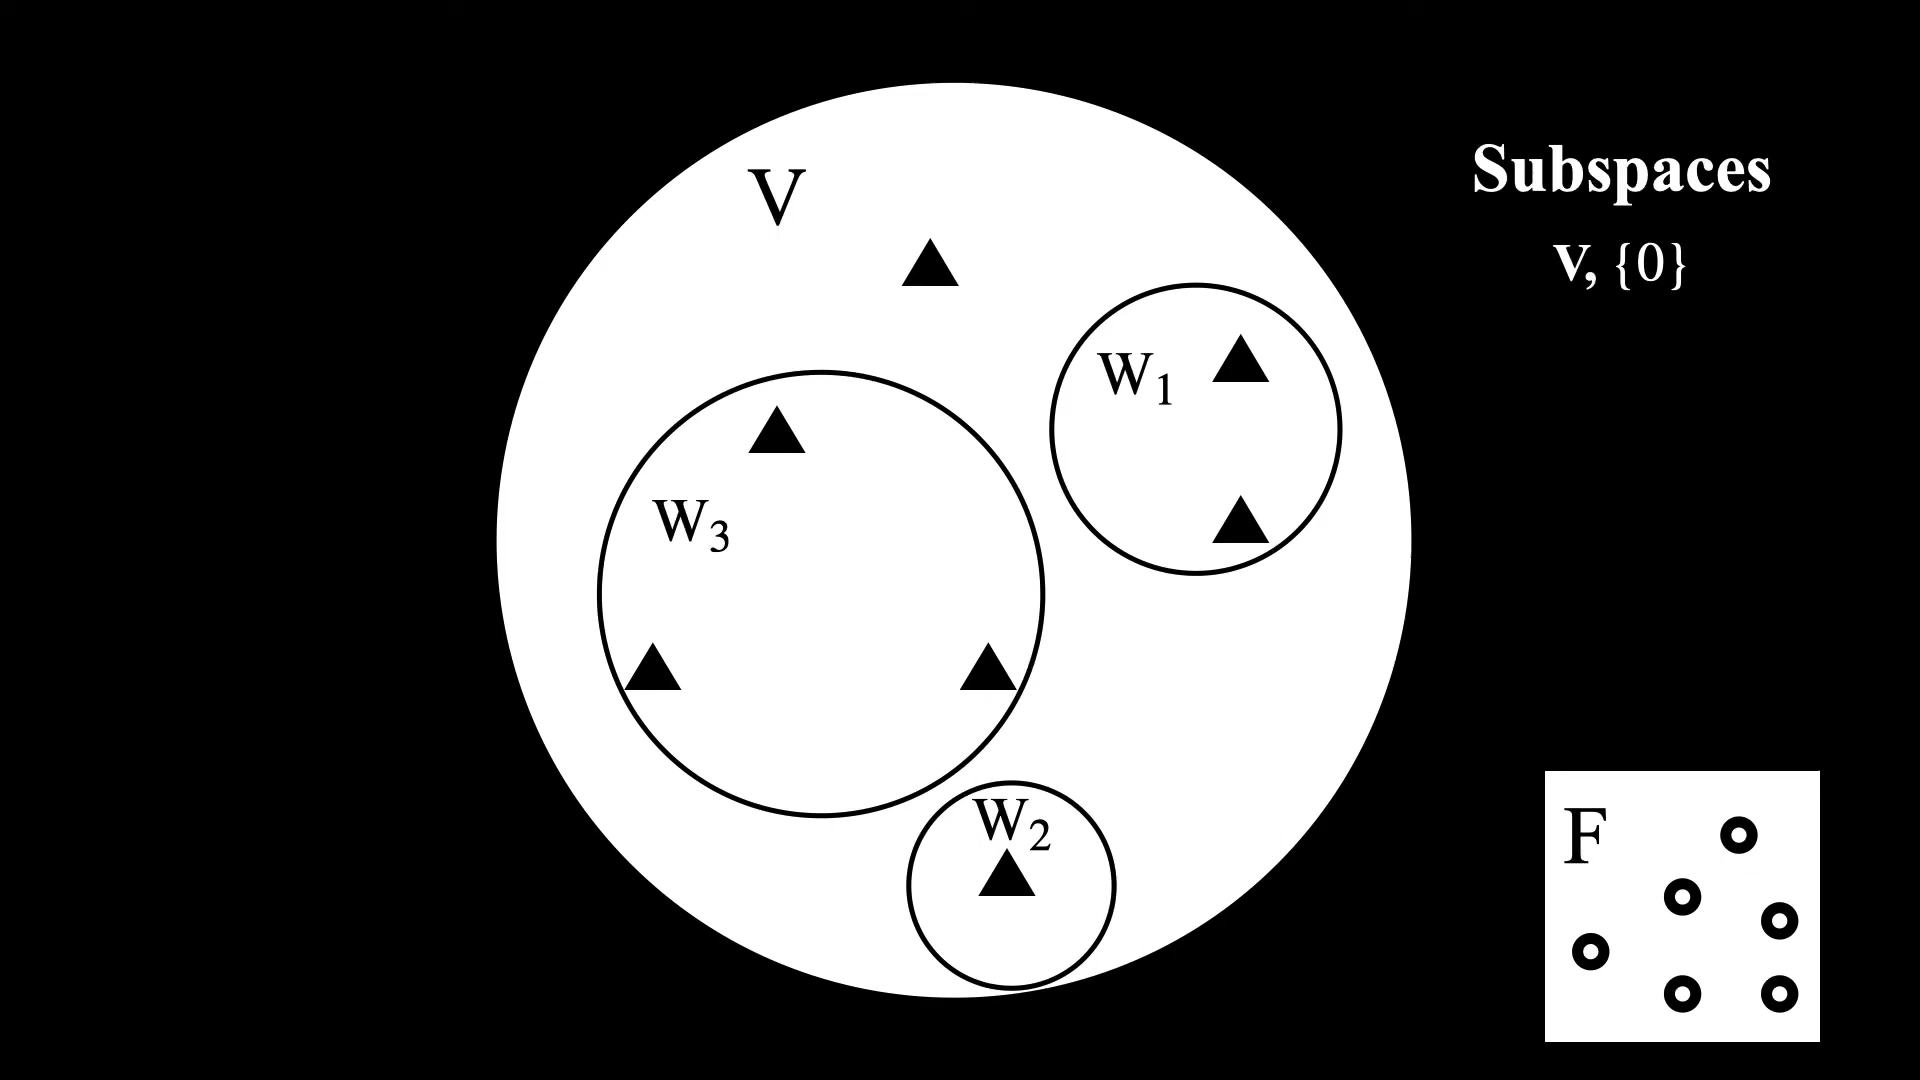 Subspaces
V, {0}
V
W₁
W₃
W₂
F